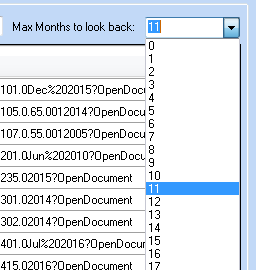 Max Months to look back: 11
0
1
2
101.0Dec%202015?OpenDocu 3
4
105.0.65.0012014?OpenDocu 5
6
107.0.55.0012005?OpenDocu 7
8
201.0Jun%202010?OpenDocu 9
235.02015?OpenDocument 10
11
301.02014?OpenDocument 12
13
302.02014?OpenDocument 14
401.0Jul%202016?OpenDocu 15
16
415.02016?OpenDocument 17